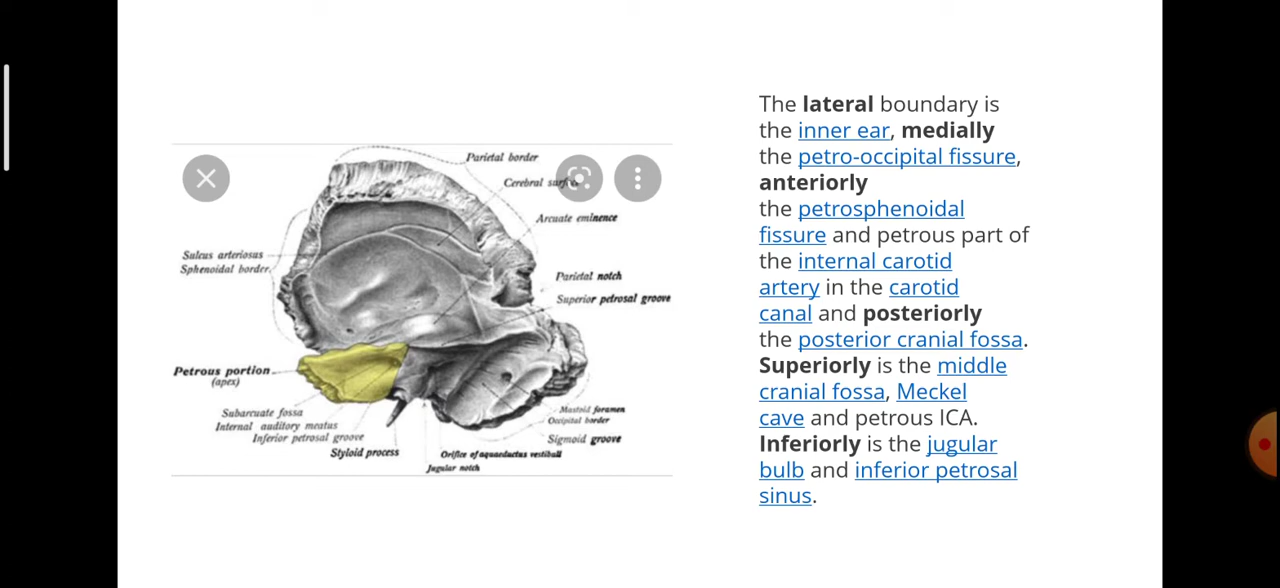 Parietal border
Cerebral surface
Arcuate eminence
Sulcus arteriosus
Sphenoidal border
Parietal notch
Superior petrosal groove
Petrous portion
(apex)
Subarcuate fossa
Internal auditory meatus
Inferior petrosal groove
Styloid process
Mastoid foramen
Occipital border
Sigmoid groove
Orifice of aquaeductus vestibuli
Jugular notch
The lateral boundary is
the inner ear, medially
the petro-occipital fissure,
anteriorly
the petrosphenoidal
fissure and petrous part of
the internal carotid
artery in the carotid
canal and posteriorly
the posterior cranial fossa.
Superiorly is the middle
cranial fossa, Meckel
cave and petrous ICA.
Inferiorly is the jugular
bulb and inferior petrosal
sinus.